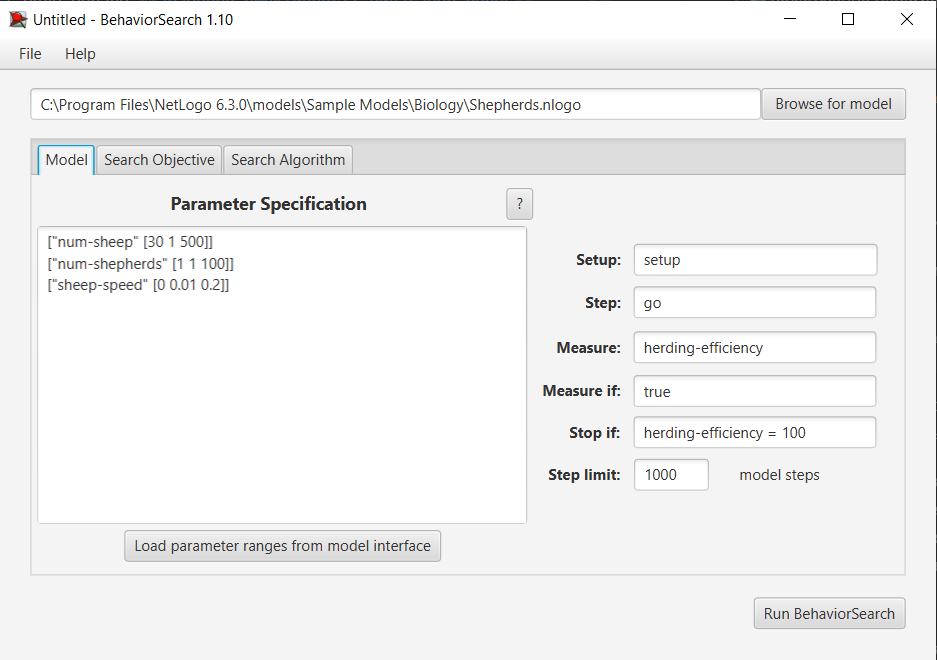 Untitled - BehaviorSearch 1.10
File Help
C:\Program Files\NetLogo 6.3.0\models\Sample Models\Biology\Shepherds.nlogo Browse for model
Model Search Objective Search Algorithm
Parameter Specification ?
["num-sheep" [30 1 500]]
["num-shepherds" [1 1 100]]
["sheep-speed" [0 0.01 0.2]]
Setup: setup
Step: go
Measure: herding-efficiency
Measure if: true
Stop if: herding-efficiency = 100
Step limit: 1000 model steps
Load parameter ranges from model interface
Run BehaviorSearch